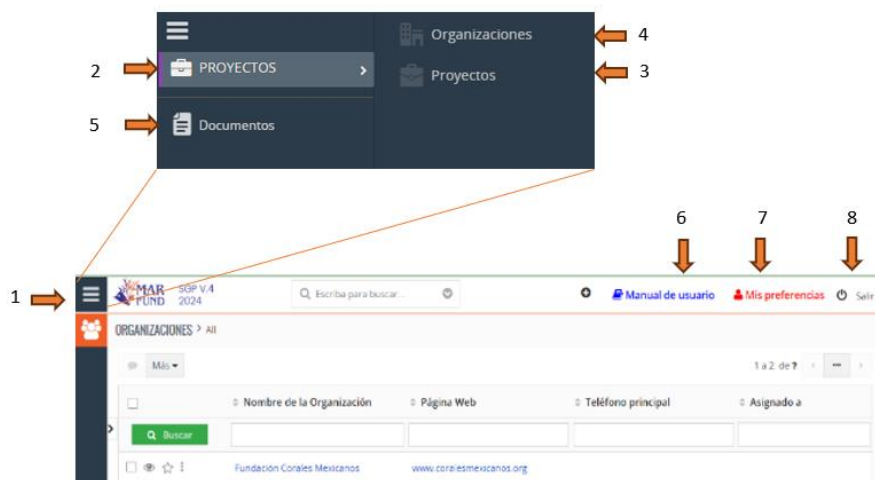 Organizaciones
4
2
PROYECTOS
Proyectos
3
5
Documentos
6
7
8
1
MAR FUND
SGP V.4
2024
Escriba para buscar...
Manual de usuario
Mis preferencias
Salir
ORGANIZACIONES > All
Más
1 a 2 de ?
Nombre de la Organización
Página Web
Teléfono principal
Asignado a
Buscar
Fundación Corales Mexicanos
www.coralesmexicanos.org